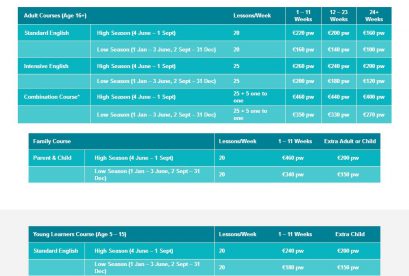 Adult Courses (Age 16+) Lessons/Week 1 – 11 Weeks 12 – 23 Weeks 24+ Weeks
Standard English High Season (4 June – 1 Sept) 20 €220 pw €200 pw €160 pw
Low Season (1 Jan – 3 June, 2 Sept – 31 Dec) 20 €160 pw €140 pw €100 pw
Intensive English High Season (4 June – 1 Sept) 25 €260 pw €240 pw €200 pw
Low Season (1 Jan – 3 June, 2 Sept – 31 Dec) 25 €200 pw €180 pw €120 pw
Combination Course* High Season (4 June – 1 Sept) 25 + 5 one to one €460 pw €440 pw €400 pw
Low Season (1 Jan – 3 June, 2 Sept – 31 Dec) 25 + 5 one to one €350 pw €330 pw €270 pw
Family Course Lessons/Week 1 – 11 Weeks Extra Adult or Child
Parent & Child High Season (4 June – 1 Sept) 20 €460 pw €200 pw
Low Season (1 Jan – 3 June, 2 Sept – 31 Dec) 20 €340 pw €150 pw
Young Learners Course (Age 5 – 15) Lessons/Week 1 – 11 Weeks Extra Child
Standard English High Season (4 June – 1 Sept) 20 €240 pw €200 pw
Low Season (1 Jan – 3 June, 2 Sept – 31 Dec) 20 €180 pw €150 pw